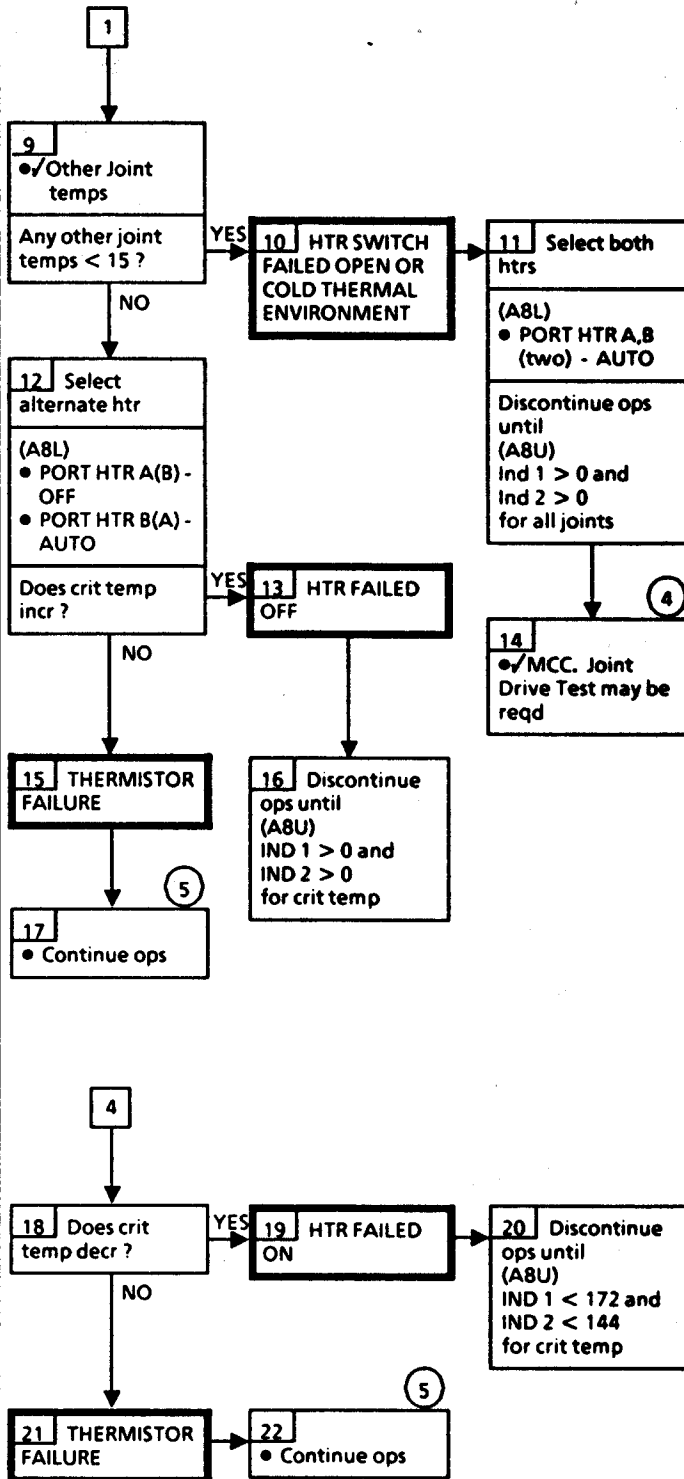 1
9
•✓Other Joint
temps
Any other joint
temps < 15 ?
YES
NO
10 HTR SWITCH
FAILED OPEN OR
COLD THERMAL
ENVIRONMENT
11 Select both
htrs
(A8L)
• PORT HTR A,B
(two) - AUTO
Discontinue ops
until
(A8U)
Ind 1 > 0 and
Ind 2 > 0
for all joints
12 Select
alternate htr
(A8L)
• PORT HTR A(B) -
OFF
• PORT HTR B(A) -
AUTO
Does crit temp
incr ?
YES
NO
13 HTR FAILED
OFF
4
14
•✓MCC. Joint
Drive Test may be
reqd
15 THERMISTOR
FAILURE
16 Discontinue
ops until
(A8U)
IND 1 > 0 and
IND 2 > 0
for crit temp
5
17
• Continue ops
4
18 Does crit
temp decr ?
YES
NO
19 HTR FAILED
ON
20 Discontinue
ops until
(A8U)
IND 1 < 172 and
IND 2 < 144
for crit temp
21 THERMISTOR
FAILURE
5
22
• Continue ops